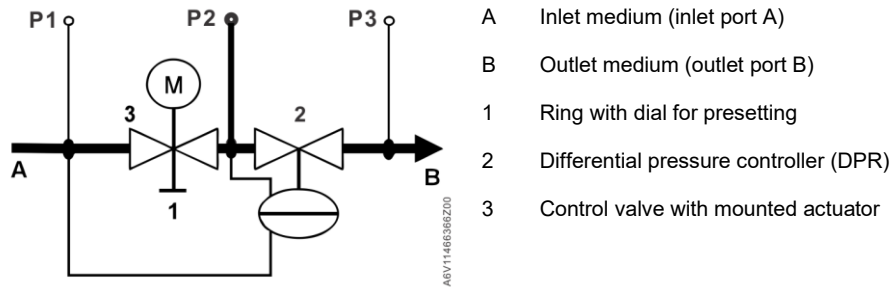 P1
P2
P3
M
3
2
A
B
1
A6V11466366Z00
A Inlet medium (inlet port A)
B Outlet medium (outlet port B)
1 Ring with dial for presetting
2 Differential pressure controller (DPR)
3 Control valve with mounted actuator